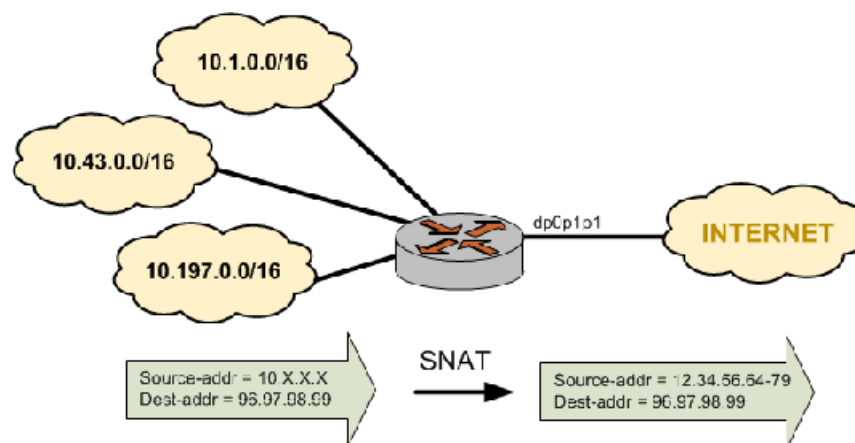 10.1.0.0/16
10.43.0.0/16
dp0p1p1
INTERNET
10.197.0.0/16
SNAT
Source-addr = 10.X.X.X
Dest-addr = 96.97.98.99
Source-addr = 12.34.56.64-79
Dest-addr = 96.97.98.99